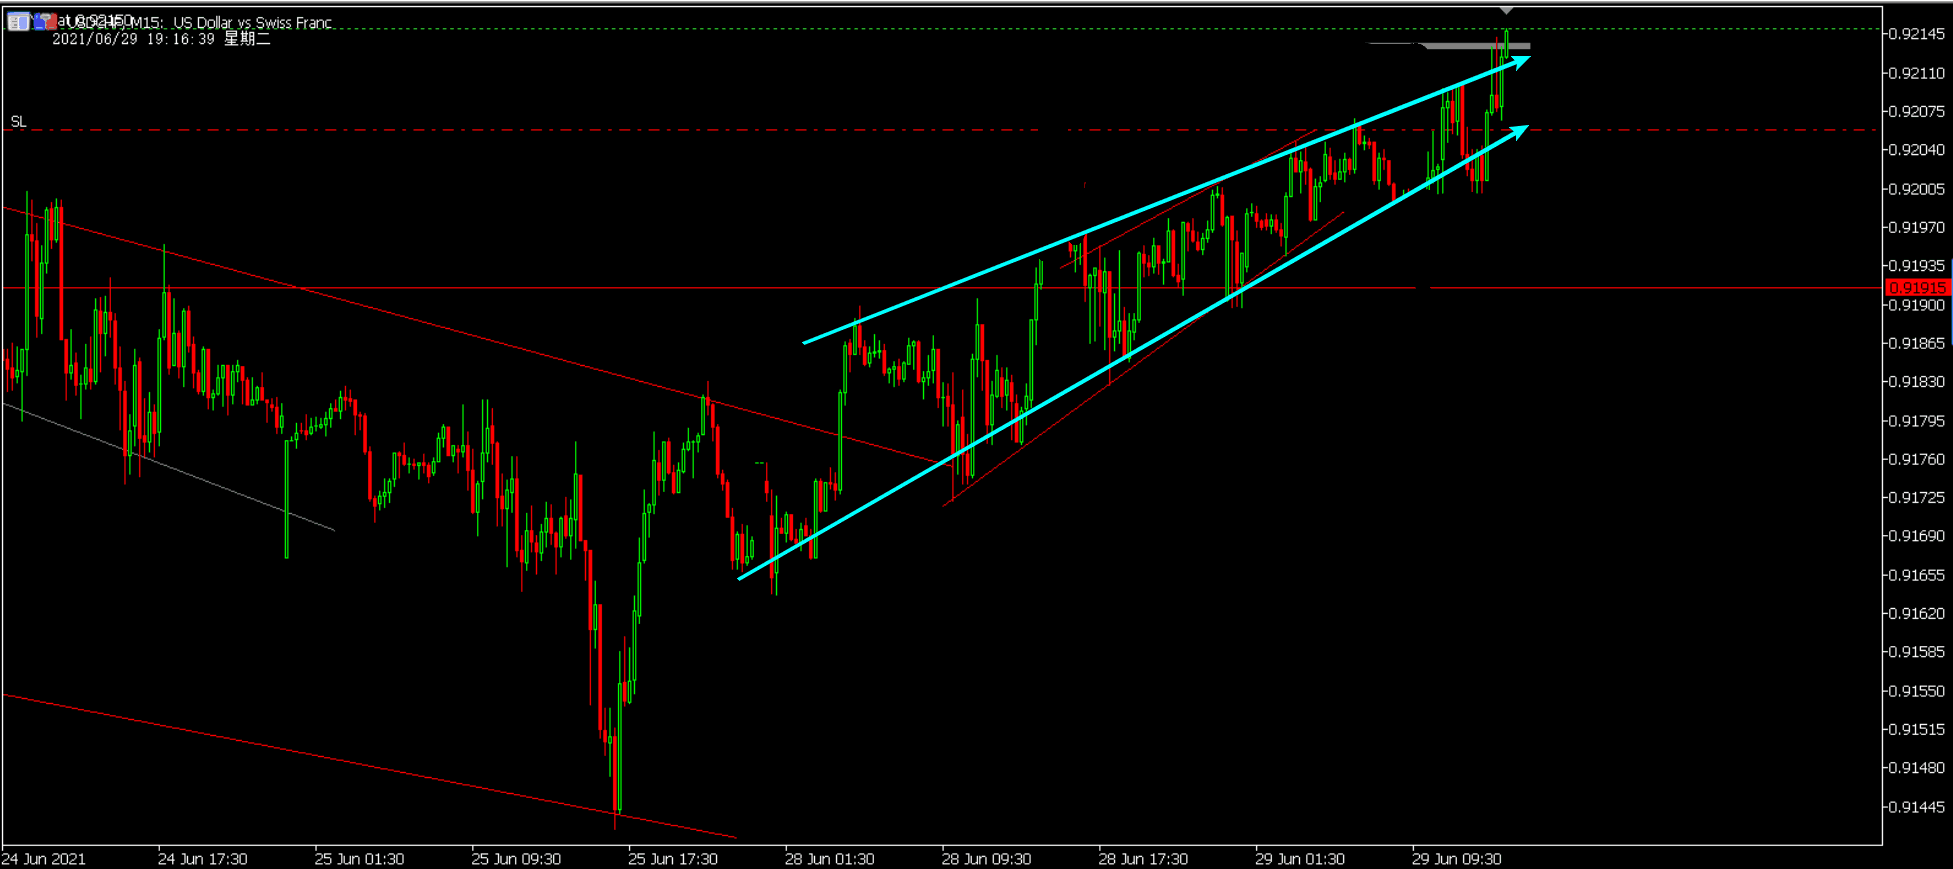 USDCHF, M15: US Dollar vs Swiss Franc
2021/06/29 19:16:39 星期二
SL
0.92145
0.92110
0.92075
0.92040
0.92005
0.91970
0.91935
0.91915
0.91900
0.91865
0.91830
0.91795
0.91760
0.91725
0.91690
0.91655
0.91620
0.91585
0.91550
0.91515
0.91480
0.91445
24 Jun 2021
24 Jun 17:30
25 Jun 01:30
25 Jun 09:30
25 Jun 17:30
28 Jun 01:30
28 Jun 09:30
28 Jun 17:30
29 Jun 01:30
29 Jun 09:30